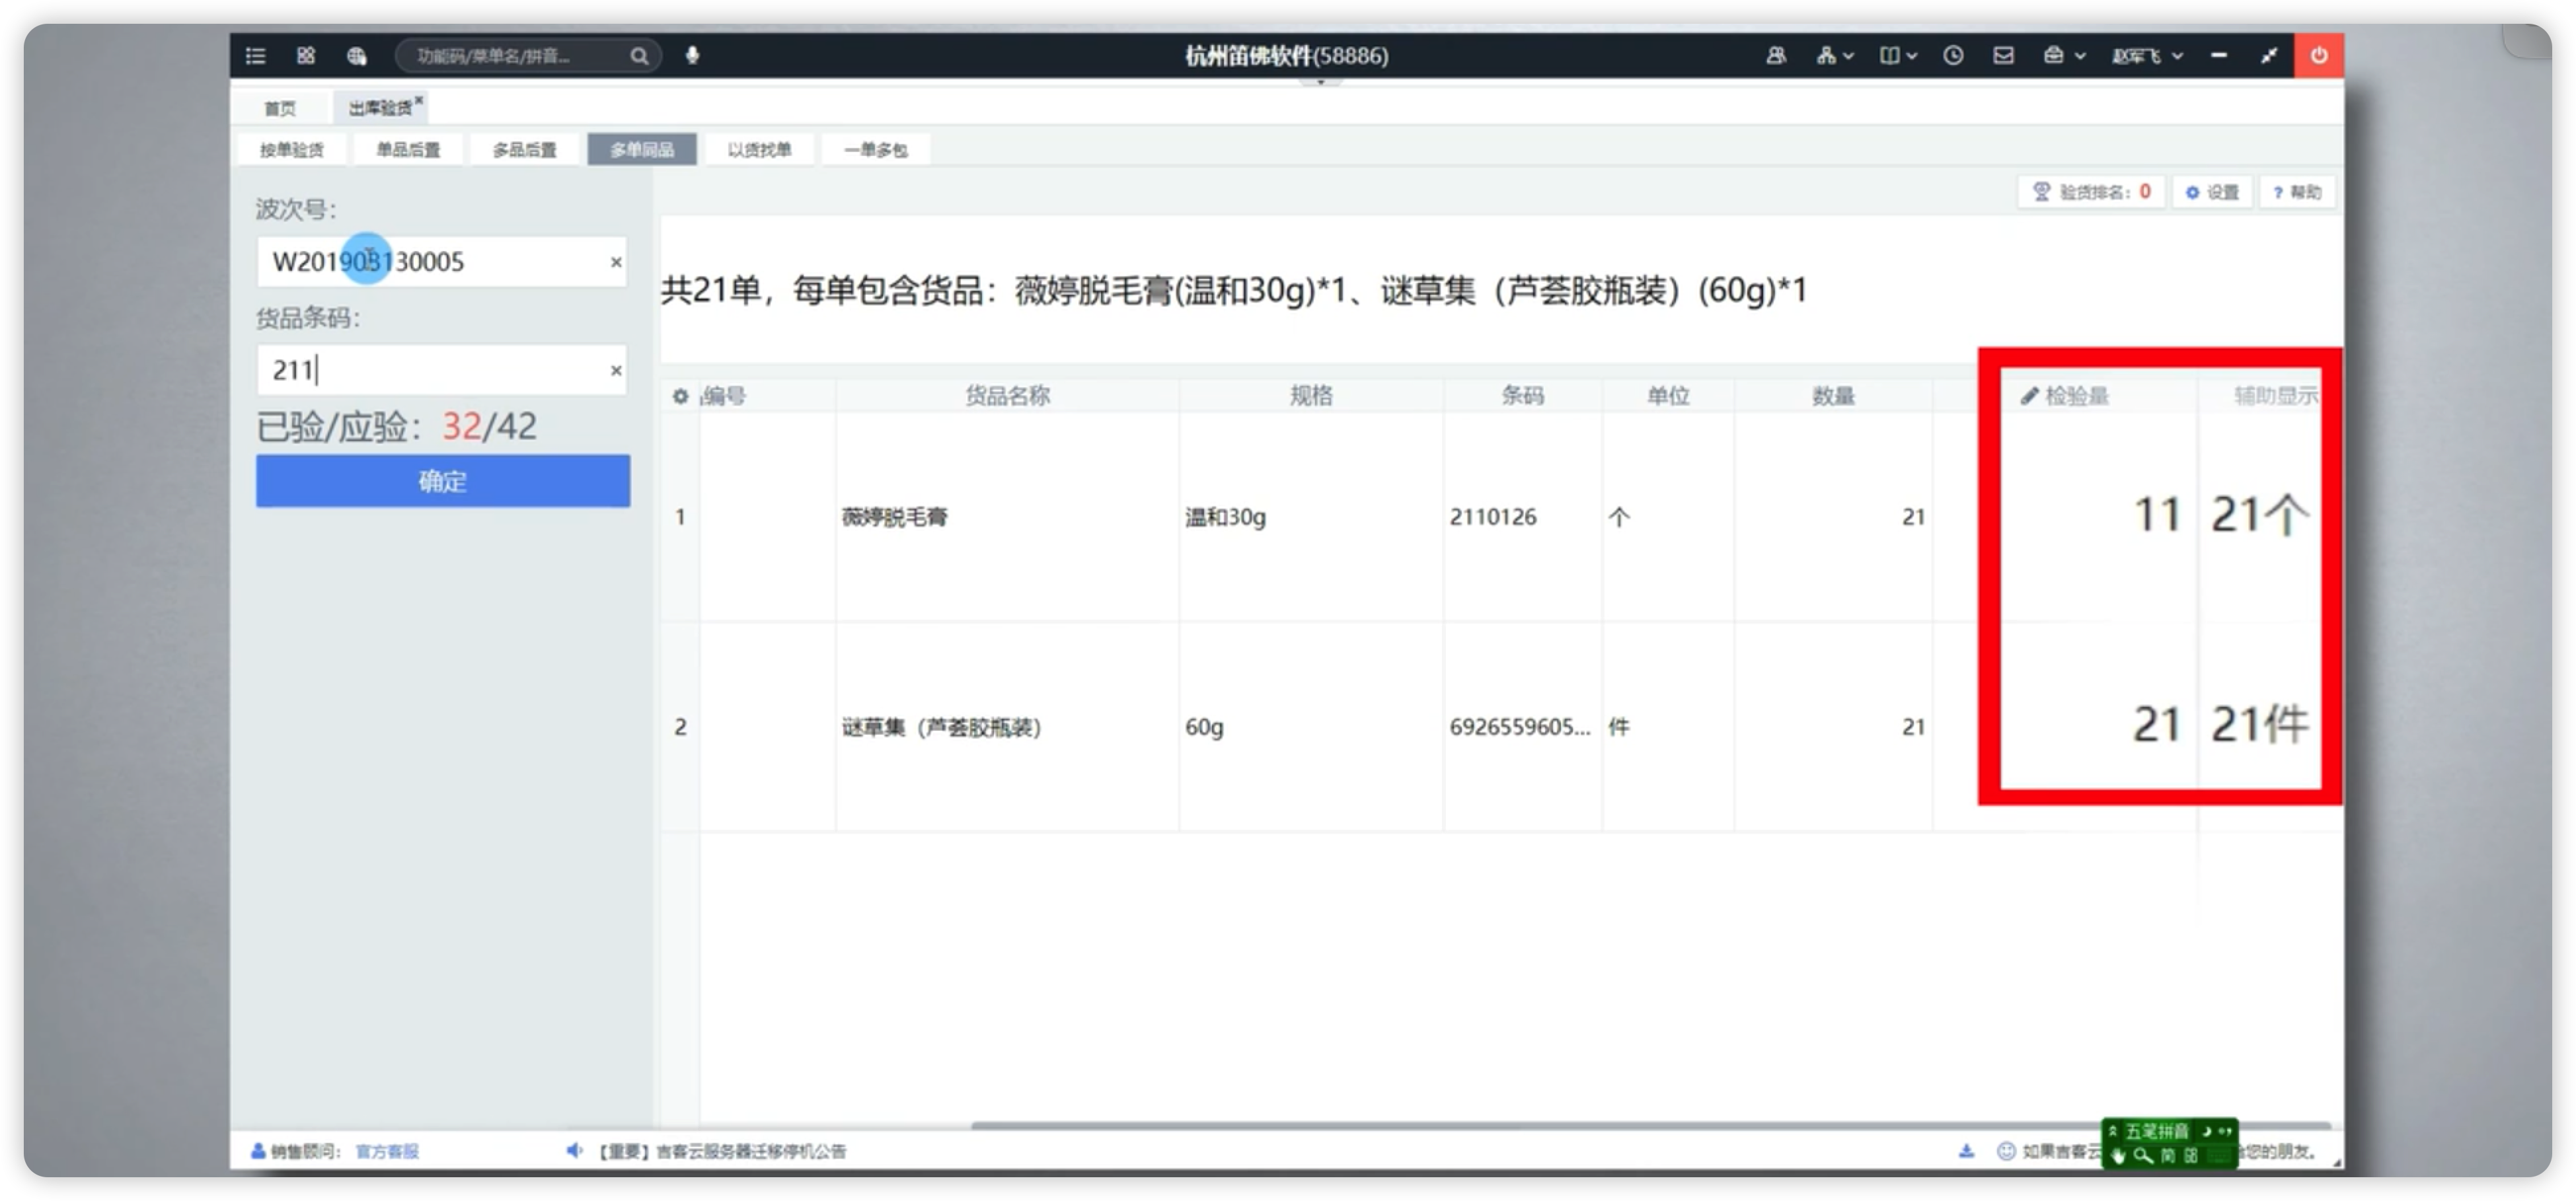 功能码/菜单名/拼音...
杭州笛佛软件(58886)
赵军飞
首页 出库验货
按单验货 单品后置 多品后置 多单同品 以货找单 一单多包
验货排名：0 设置 ? 帮助
波次号：
W201903130005
货品条码：
211
已验/应验：32/42
确定
共21单，每单包含货品：薇婷脱毛膏(温和30g)*1、谜草集（芦荟胶瓶装）(60g)*1
编号 货品名称 规格 条码 单位 数量 检验量 辅助显示
1 薇婷脱毛膏 温和30g 2110126 个 21 11 21个
2 谜草集（芦荟胶瓶装） 60g 6926559605... 件 21 21 21件
销售顾问： 官方客服 【重要】吉客云服务器迁移停机公告 如果吉客云 给您的朋友。
五笔拼音
简